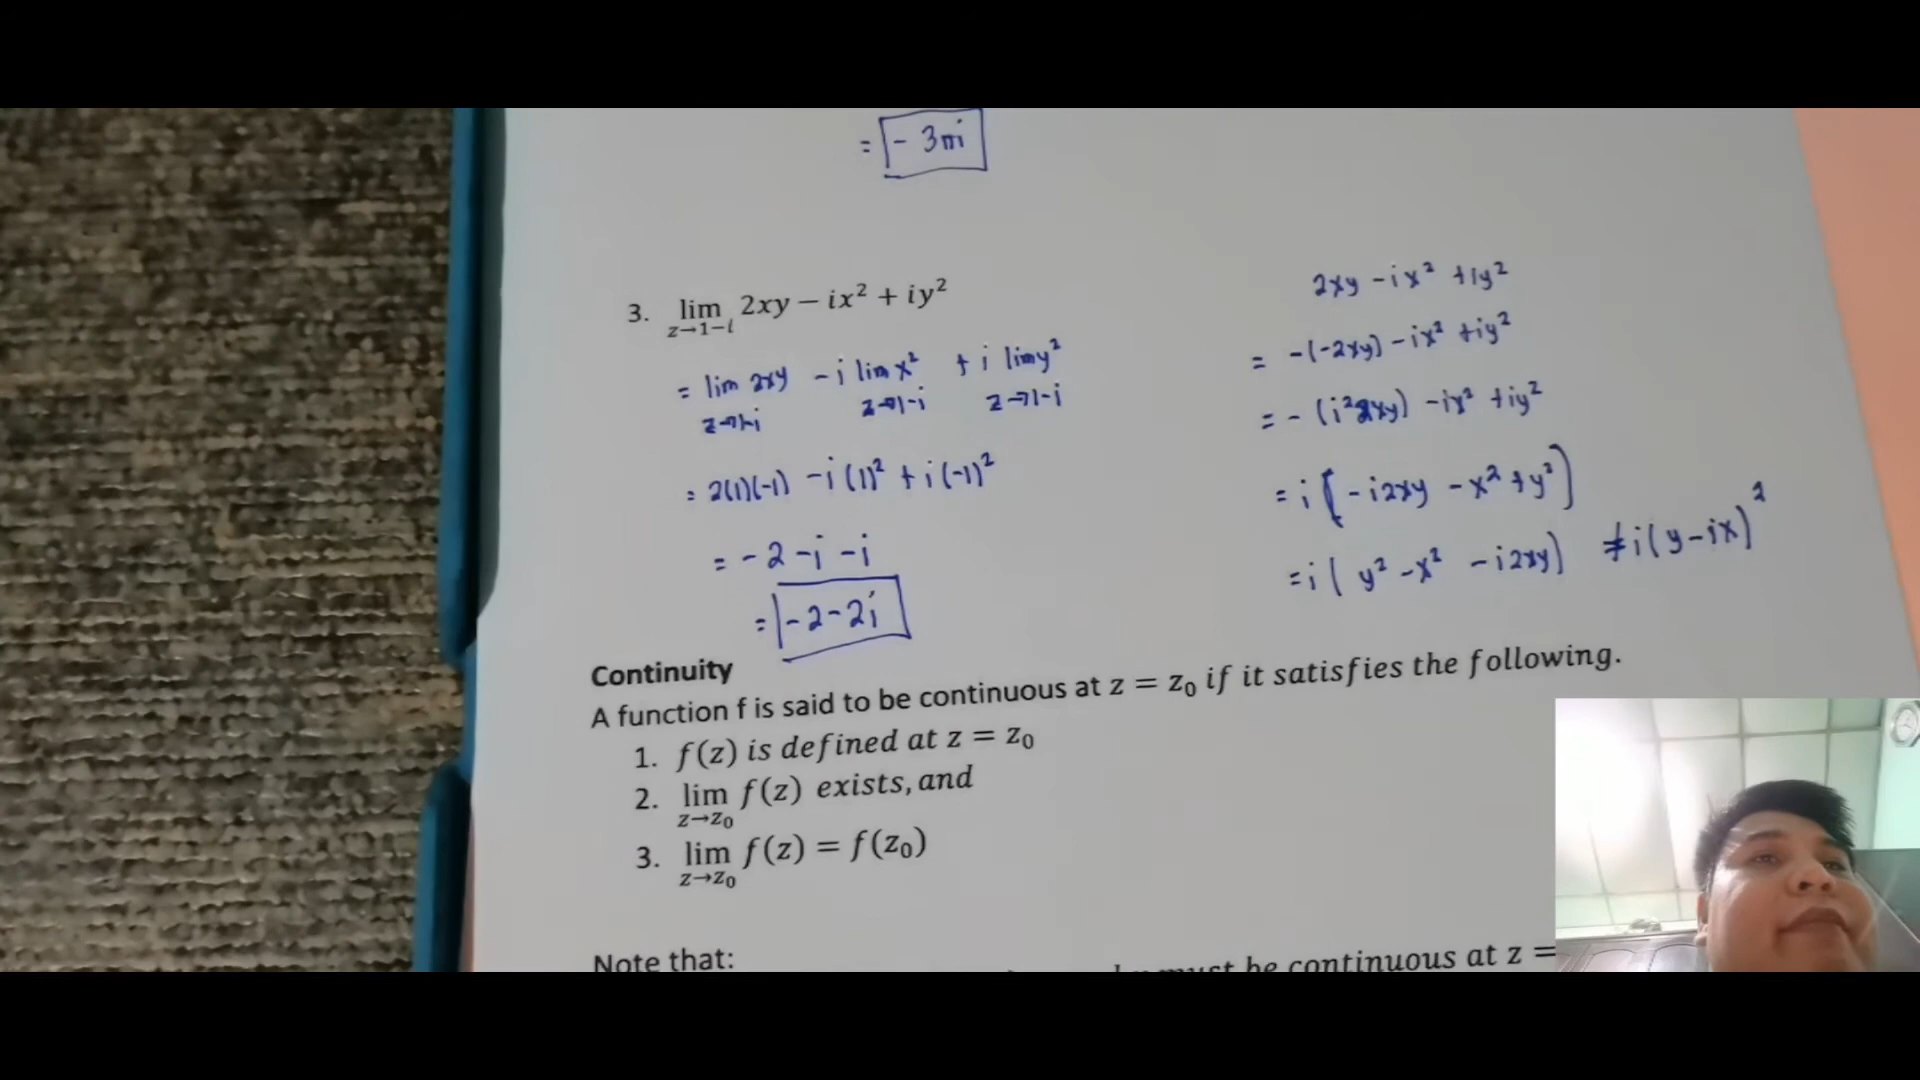 = - 3πi
3. lim 2xy − ix² + iy²
z→1−i
= lim 2xy - i lim x² + i lim y²
z→1-i z→1-i z→1-i
= 2(1)(-1) - i(1)² + i(-1)²
= -2 -i -i
= -2-2i
2xy - ix² + iy²
= -(-2xy) - ix² + iy²
= - (i²2xy) - ix² + iy²
= i[-i2xy - x² + y²]
= i( y² - x² - i2xy) ≠ i(y-ix)²
Continuity
A function f is said to be continuous at z = z₀ if it satisfies the following.
1. f(z) is defined at z = z₀
2. lim f(z) exists, and
z→z₀
3. lim f(z) = f(z₀)
z→z₀
Note that:
must be continuous at z =